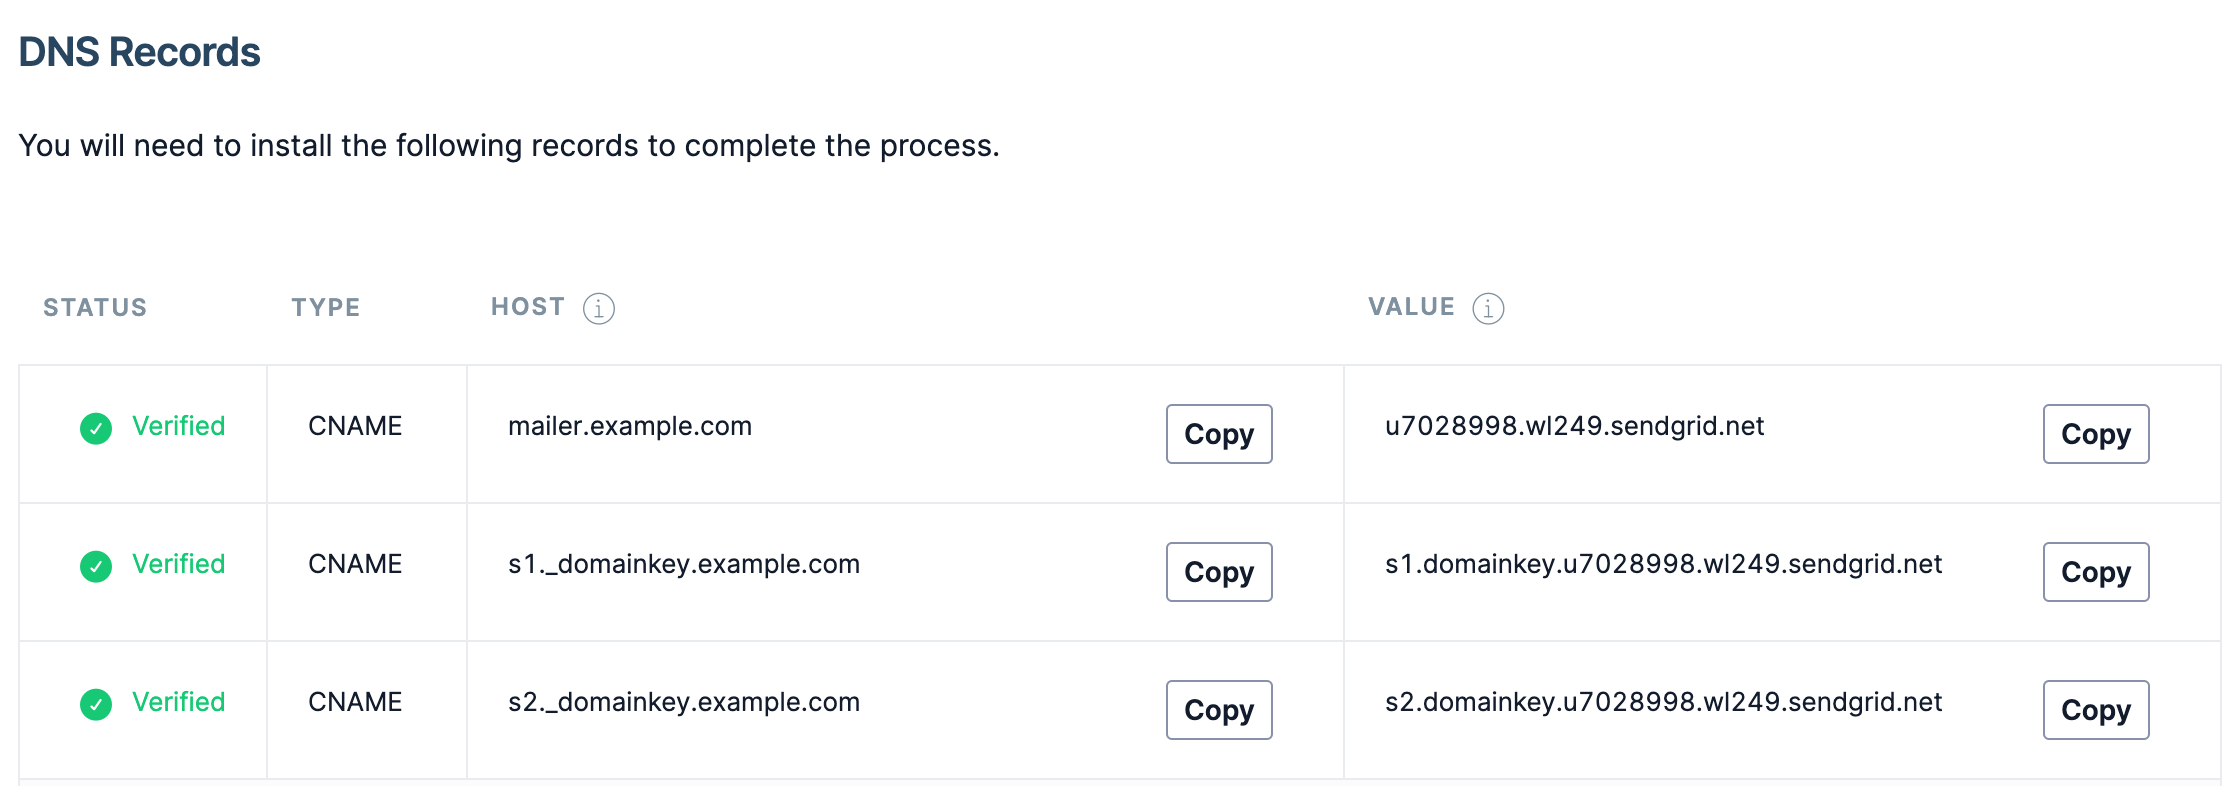 DNS Records
You will need to install the following records to complete the process.
STATUS TYPE HOST VALUE
Verified CNAME mailer.example.com Copy u7028998.wl249.sendgrid.net Copy
Verified CNAME s1._domainkey.example.com Copy s1.domainkey.u7028998.wl249.sendgrid.net Copy
Verified CNAME s2._domainkey.example.com Copy s2.domainkey.u7028998.wl249.sendgrid.net Copy